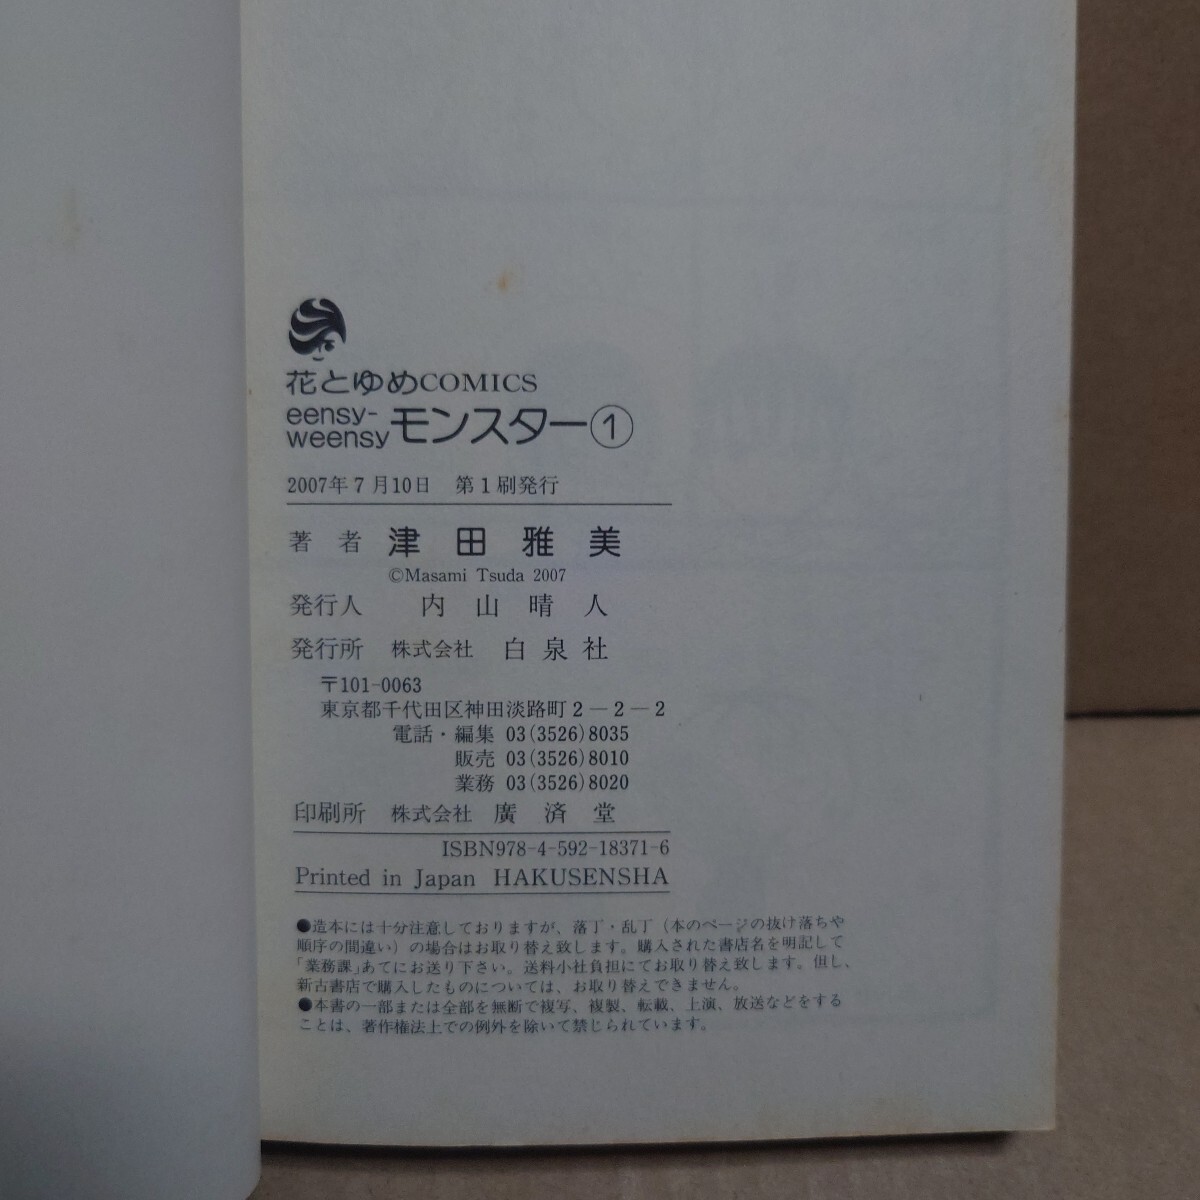 花とゆめCOMICS
eensy-
weensyモンスター①
2007年7月10日 第1刷発行
著者 津田雅美
©Masami Tsuda 2007
発行人 内山晴人
発行所 株式会社 白泉社
〒101-0063
東京都千代田区神田淡路町2－2－2
電話・編集 03(3526)8035
販売 03(3526)8010
業務 03(3526)8020
印刷所 株式会社 廣済堂
ISBN978-4-592-18371-6
Printed in Japan HAKUSENSHA
●造本には十分注意しておりますが、落丁・乱丁（本のページの抜け落ちや
順序の間違い）の場合はお取り替え致します。購入された書店名を明記して
「業務課」あてにお送り下さい。送料小社負担にてお取り替え致します。但し、
新古書店で購入したものについては、お取り替えできません。
●本書の一部または全部を無断で複写、複製、転載、上演、放送などをする
ことは、著作権法上での例外を除いて禁じられています。